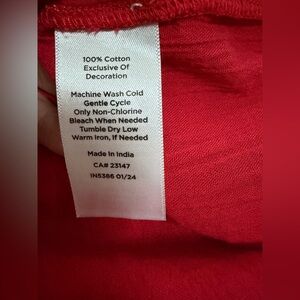 100% Cotton
Exclusive Of
Decoration
Machine Wash Cold
Gentle Cycle
Only Non-Chlorine
Bleach When Needed
Tumble Dry Low
Warm Iron, If Needed
Made In India
CA# 23147
IN5386 01/24